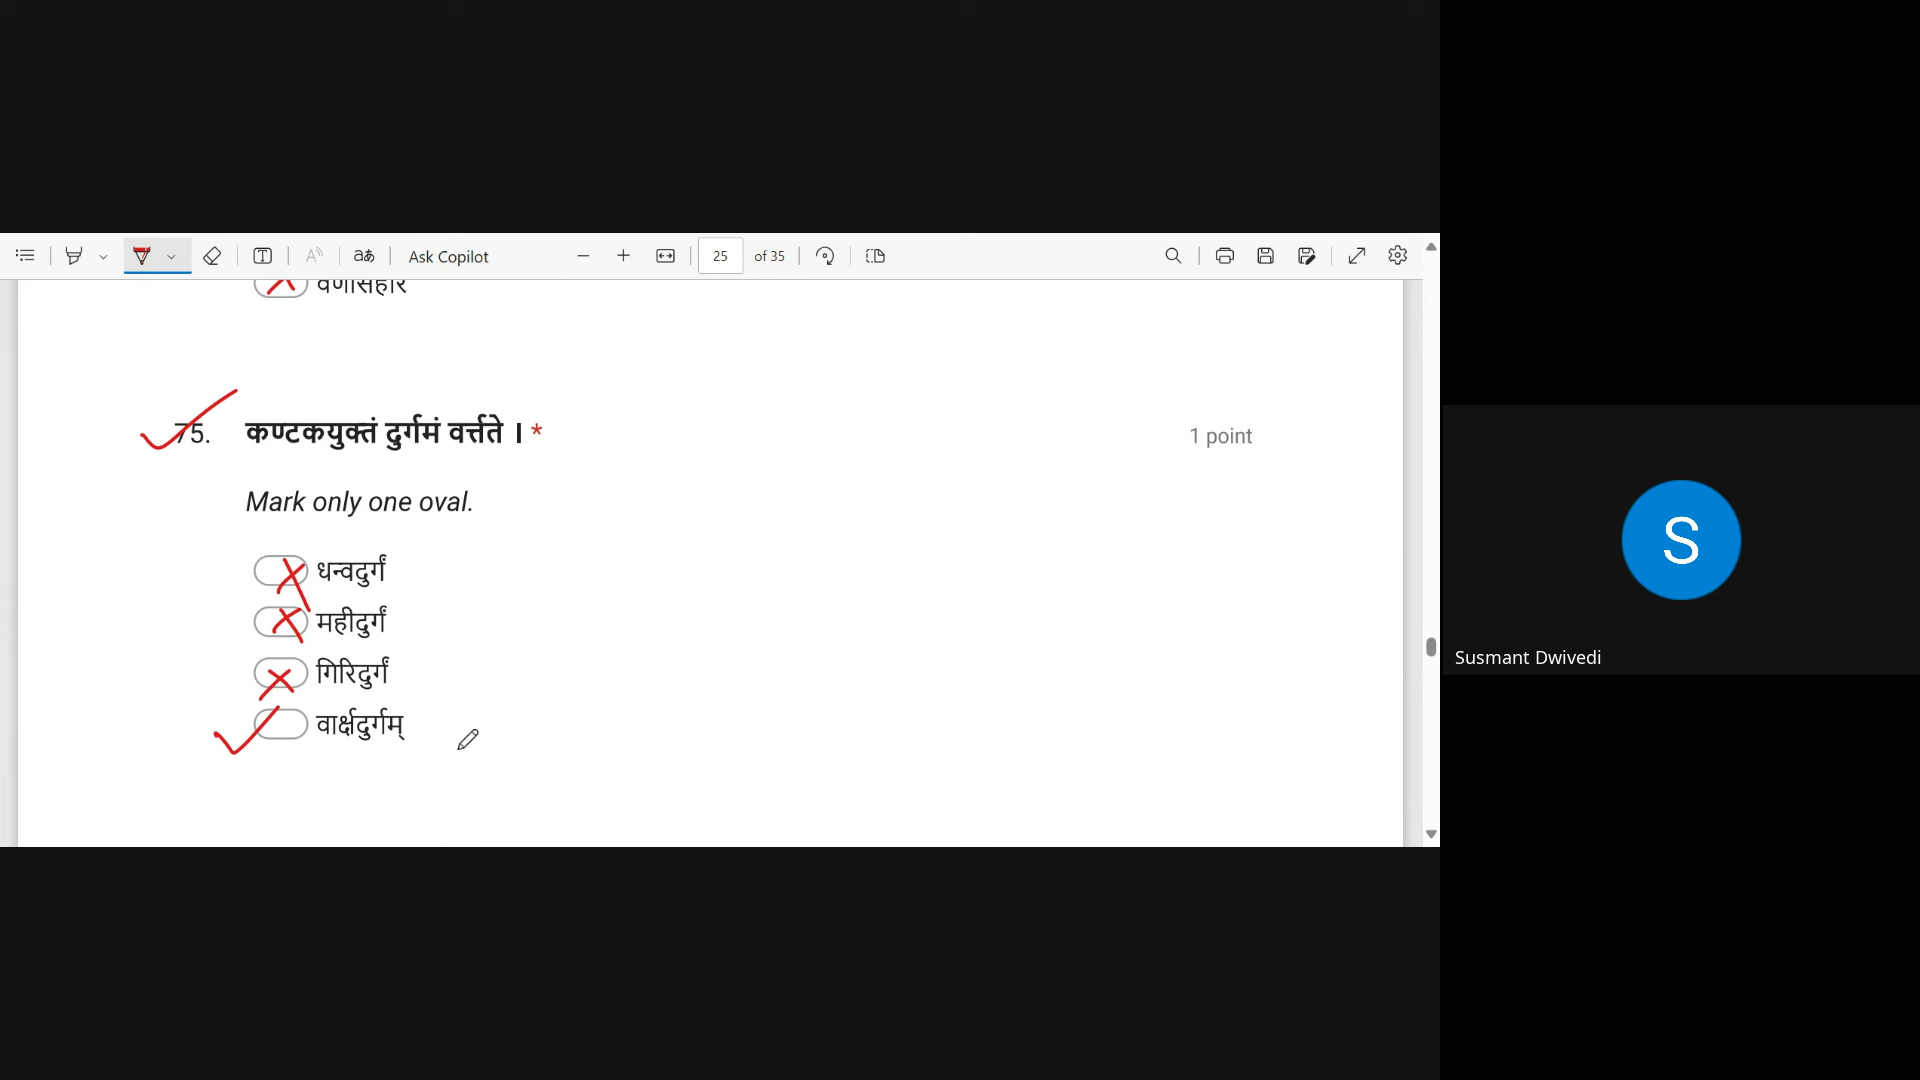 Ask Copilot
25 of 35
75. कण्टकयुक्तं दुर्गमं वर्त्तते । *
1 point
Mark only one oval.
धन्वदुर्गं
महीदुर्गं
गिरिदुर्गं
वार्क्षदुर्गम्
S
Susmant Dwivedi